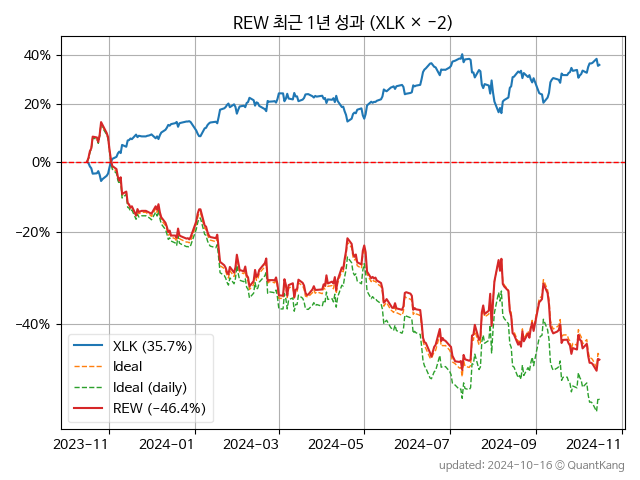 REW 최근 1년 성과 (XLK × −2)
40%
20%
0%
−20%
−40%
XLK (35.7%)
Ideal
Ideal (daily)
REW (−46.4%)
2023−11 2024−01 2024−03 2024−05 2024−07 2024−09 2024−11
updated: 2024-10-16 © QuantKang